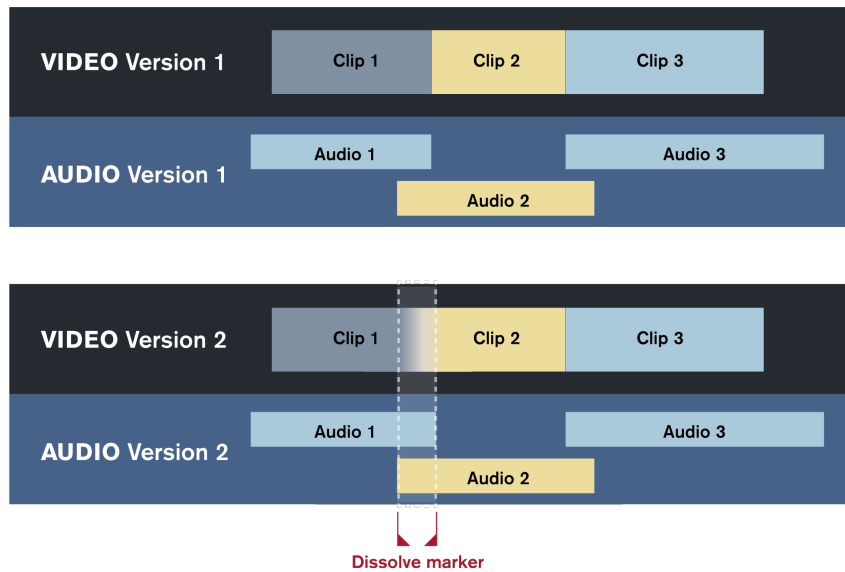 VIDEO Version 1
Clip 1
Clip 2
Clip 3
AUDIO Version 1
Audio 1
Audio 3
Audio 2
VIDEO Version 2
Clip 1
Clip 2
Clip 3
AUDIO Version 2
Audio 1
Audio 3
Audio 2
Dissolve marker